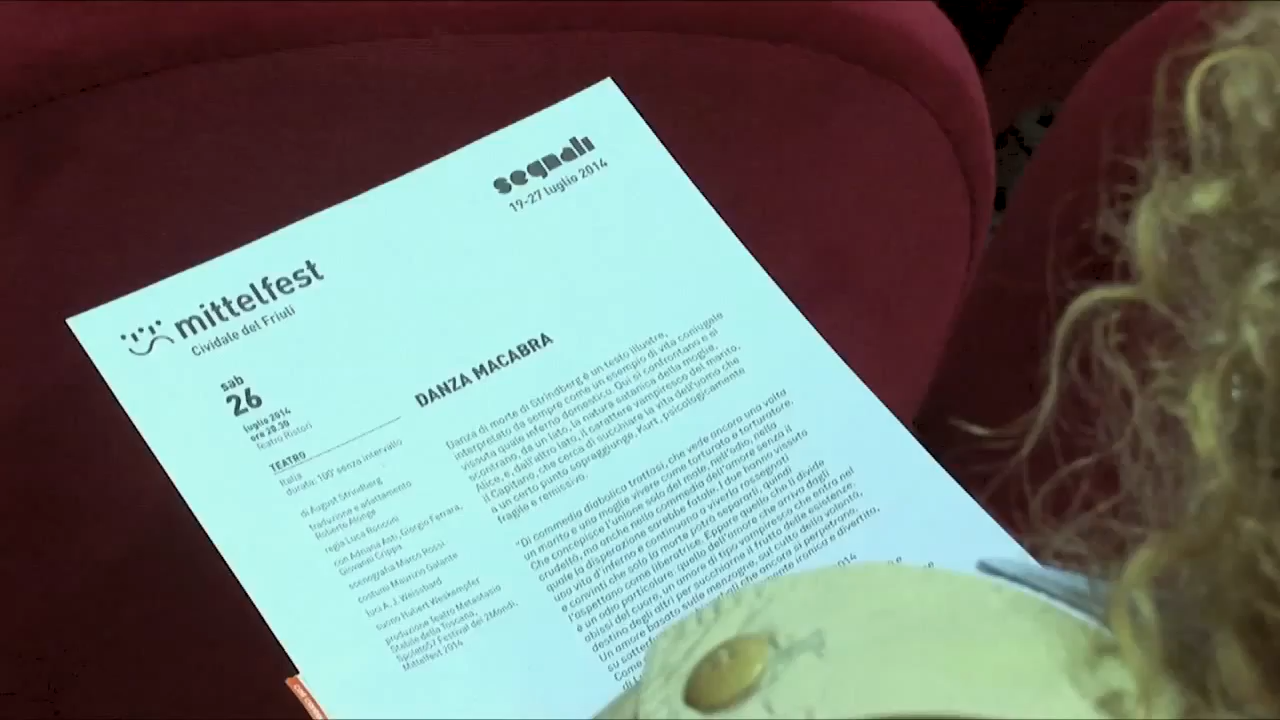 segnali
19-27 luglio 2014
mittelfest
Cividale del Friuli
sab
26
luglio 2014
ore 20.30
Teatro Ristori
TEATRO
Italia
durata: 100' senza intervallo
di August Strindberg
traduzione e adattamento
Roberto Alonge
regia Luca Ronconi
con Adriana Asti, Giorgio Ferrara,
Giovanni Crippa
scenografia Marco Rossi
costumi Maurizio Galante
luci A. J. Weissbard
suono Hubert Westkemper
produzione Teatro Metastasio
Stabile della Toscana,
Spoleto57 Festival dei 2Mondi,
Mittelfest 2014
DANZA MACABRA
Danza di morte di Strindberg è un testo illustre,
interpretato da sempre come un esempio di vita coniugale
vissuta quale inferno domestico. Qui si confrontano e si
scontrano, da un lato, la natura satanica della moglie,
Alice, e, dall'altro lato, il carattere vampiresco del marito,
il Capitano, che cerca di succhiare la vita dell'uomo che
a un certo punto sopraggiunge, Kurt, psicologicamente
fragile e remissivo.
"Di commedia diabolica trattasi, che vede ancora una volta
un marito e una moglie vivere come torturato e torturatore.
Che concepisce l'unione solo del male, nell'odio, nella
crudeltà, ma anche nella commedia dell'amore senza il
quale la disperazione sarebbe fatale. I due hanno vissuto
una vita d'inferno e continuano a viverla rassegnati
e convinti che solo la morte potrà separarli, quindi
l'aspettano come liberatrice. Eppure quello che li divide
è un odio particolare: quello dell'amore che arriva dagli
abissi del cuore, un amore di tipo vampiresco che entra nel
destino degli altri per succhiarne il frutto delle esistenze.
Un amore basato sulle menzogne, sul culto della volontà,
su sotterf
Come
di L
2014